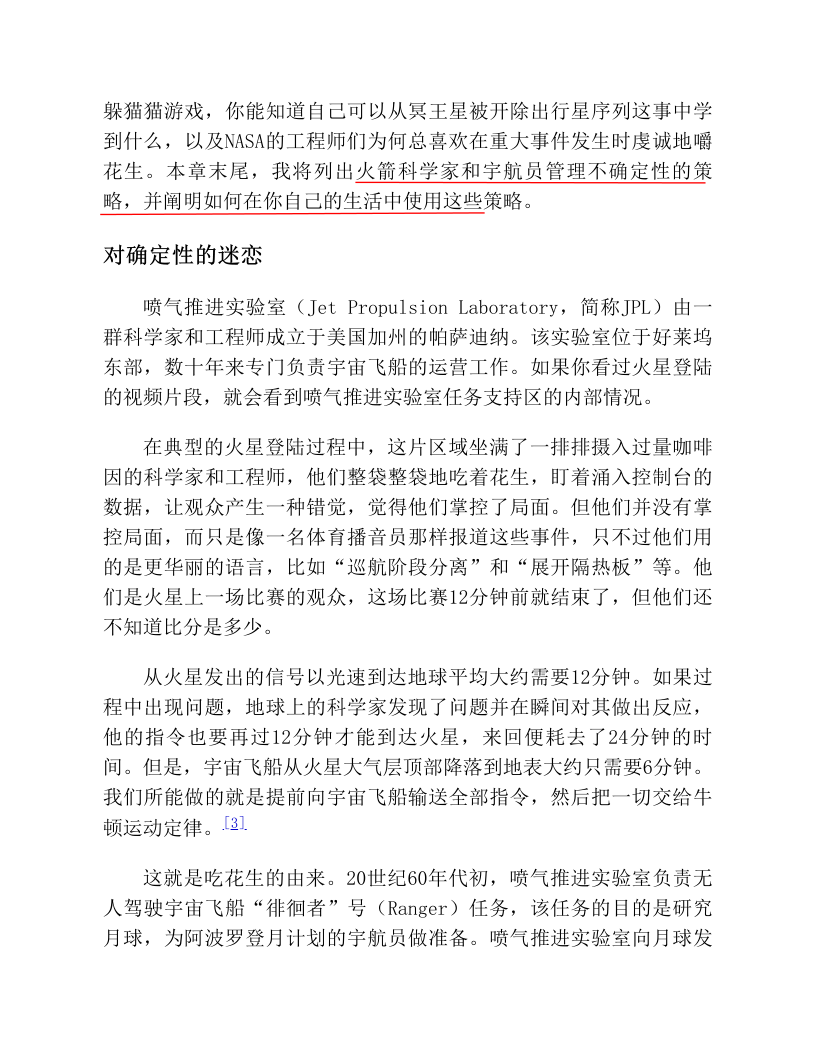 躲猫猫游戏，你能知道自己可以从冥王星被开除出行星序列这事中学
到什么，以及NASA的工程师们为何总喜欢在重大事件发生时虔诚地嚼
花生。本章末尾，我将列出火箭科学家和宇航员管理不确定性的策
略，并阐明如何在你自己的生活中使用这些策略。
对确定性的迷恋
喷气推进实验室（Jet Propulsion Laboratory，简称JPL）由一
群科学家和工程师成立于美国加州的帕萨迪纳。该实验室位于好莱坞
东部，数十年来专门负责宇宙飞船的运营工作。如果你看过火星登陆
的视频片段，就会看到喷气推进实验室任务支持区的内部情况。
在典型的火星登陆过程中，这片区域坐满了一排排摄入过量咖啡
因的科学家和工程师，他们整袋整袋地吃着花生，盯着涌入控制台的
数据，让观众产生一种错觉，觉得他们掌控了局面。但他们并没有掌
控局面，而只是像一名体育播音员那样报道这些事件，只不过他们用
的是更华丽的语言，比如“巡航阶段分离”和“展开隔热板”等。他
们是火星上一场比赛的观众，这场比赛12分钟前就结束了，但他们还
不知道比分是多少。
从火星发出的信号以光速到达地球平均大约需要12分钟。如果过
程中出现问题，地球上的科学家发现了问题并在瞬间对其做出反应，
他的指令也要再过12分钟才能到达火星，来回便耗去了24分钟的时
间。但是，宇宙飞船从火星大气层顶部降落到地表大约只需要6分钟。
我们所能做的就是提前向宇宙飞船输送全部指令，然后把一切交给牛
顿运动定律。[3]
这就是吃花生的由来。20世纪60年代初，喷气推进实验室负责无
人驾驶宇宙飞船“徘徊者”号（Ranger）任务，该任务的目的是研究
月球，为阿波罗登月计划的宇航员做准备。喷气推进实验室向月球发